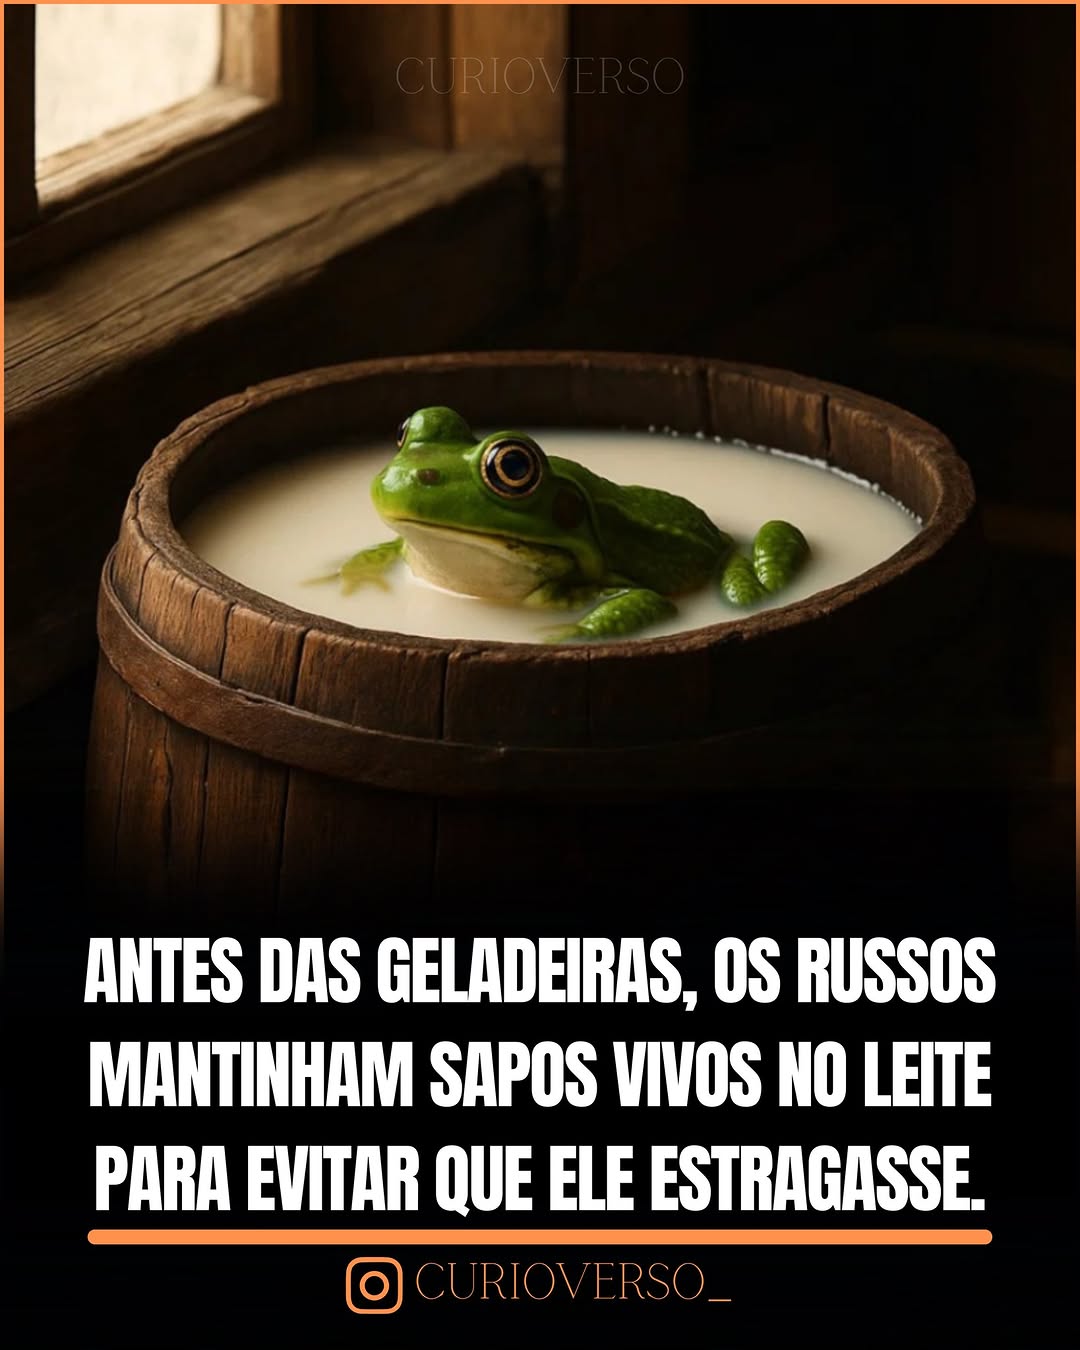 CURIOVERSO
ANTES DAS GELADEIRAS, OS RUSSOS
MANTINHAM SAPOS VIVOS NO LEITE
PARA EVITAR QUE ELE ESTRAGASSE.
CURIOVERSO_